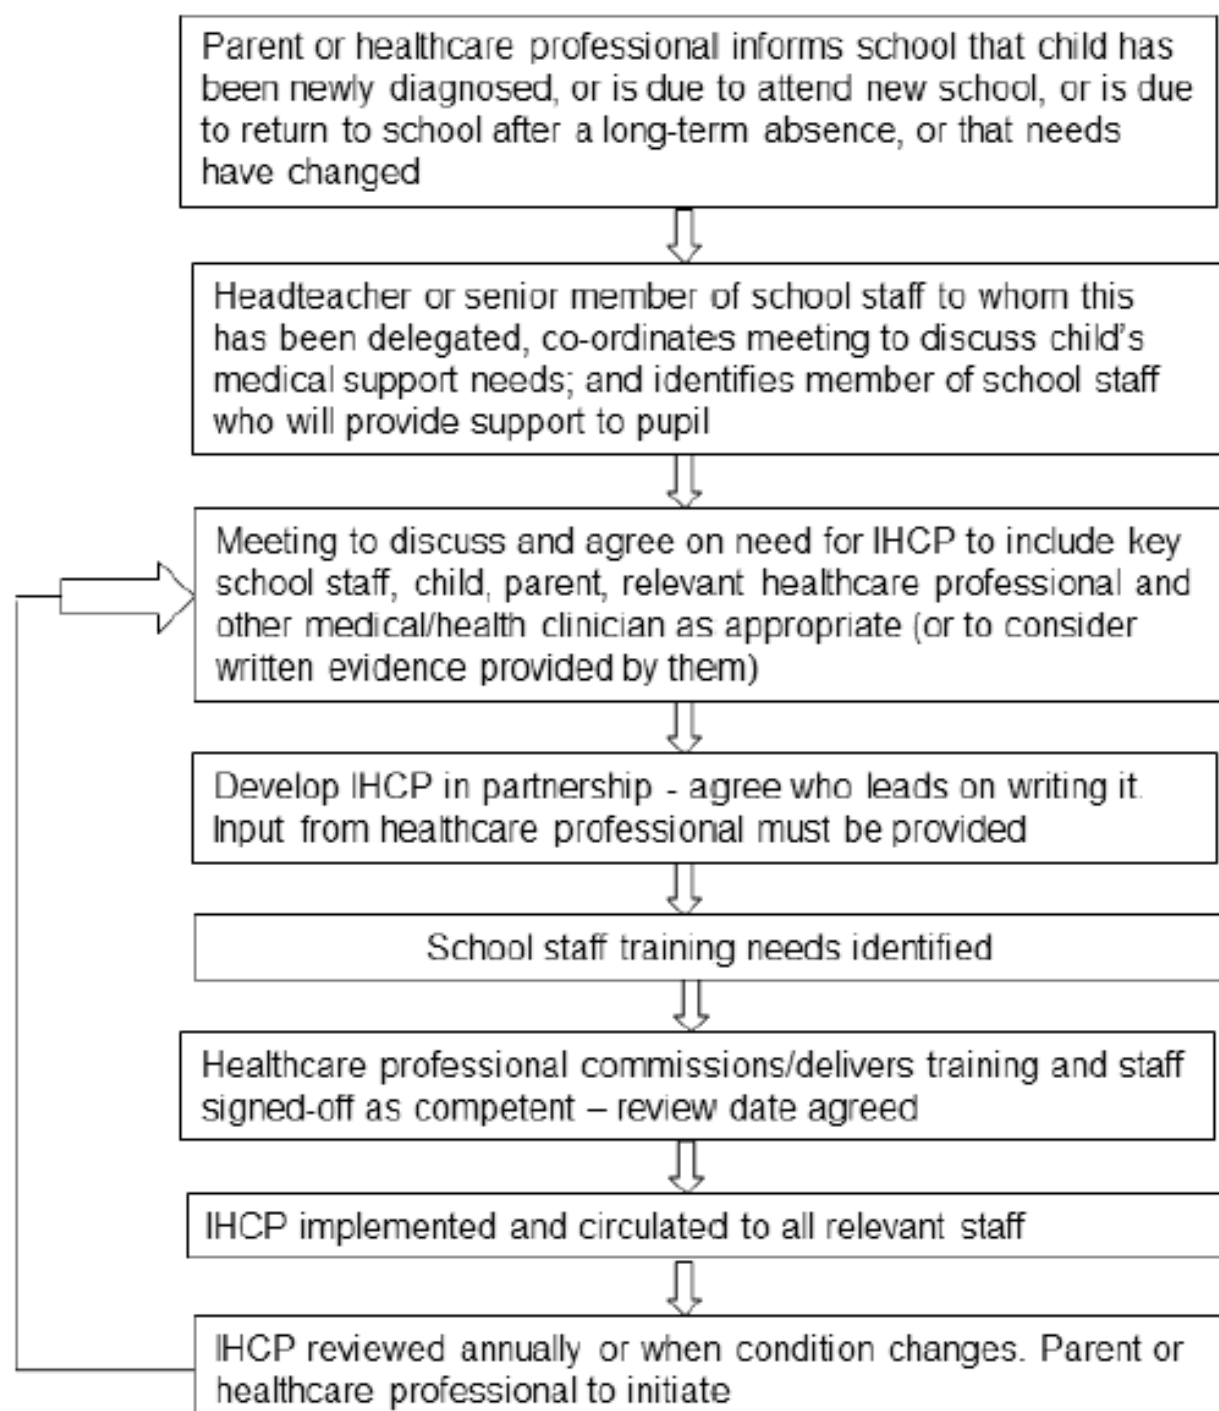 Parent or healthcare professional informs school that child has
been newly diagnosed, or is due to attend new school, or is due
to return to school after a long-term absence, or that needs
have changed
Headteacher or senior member of school staff to whom this
has been delegated, co-ordinates meeting to discuss child's
medical support needs; and identifies member of school staff
who will provide support to pupil
Meeting to discuss and agree on need for IHCP to include key
school staff, child, parent, relevant healthcare professional and
other medical/health clinician as appropriate (or to consider
written evidence provided by them)
Develop IHCP in partnership - agree who leads on writing it.
Input from healthcare professional must be provided
School staff training needs identified
Healthcare professional commissions/delivers training and staff
signed-off as competent – review date agreed
IHCP implemented and circulated to all relevant staff
IHCP reviewed annually or when condition changes. Parent or
healthcare professional to initiate